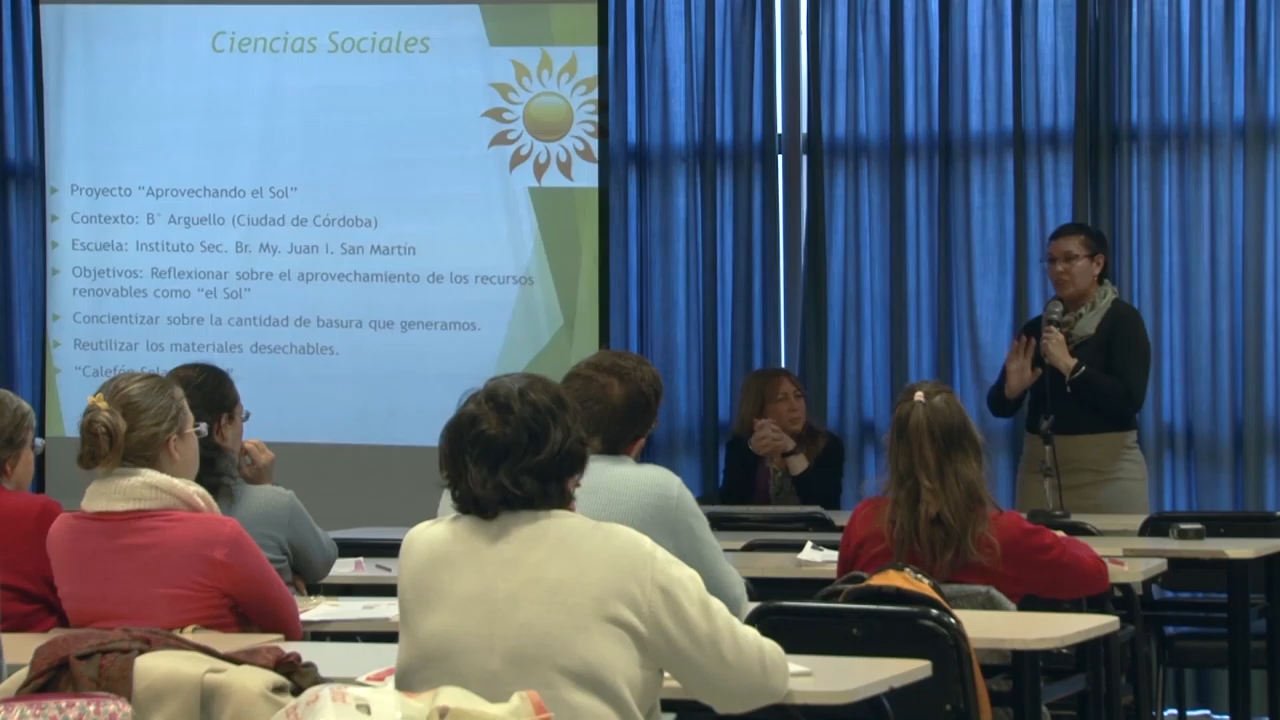 Ciencias Sociales
Proyecto “Aprovechando el Sol”
Contexto: B° Arguello (Ciudad de Córdoba)
Escuela: Instituto Sec. Br. My. Juan I. San Martín
Objetivos: Reflexionar sobre el aprovechamiento de los recursos
renovables como “el Sol”
Concientizar sobre la cantidad de basura que generamos.
Reutilizar los materiales desechables.
“Calefón